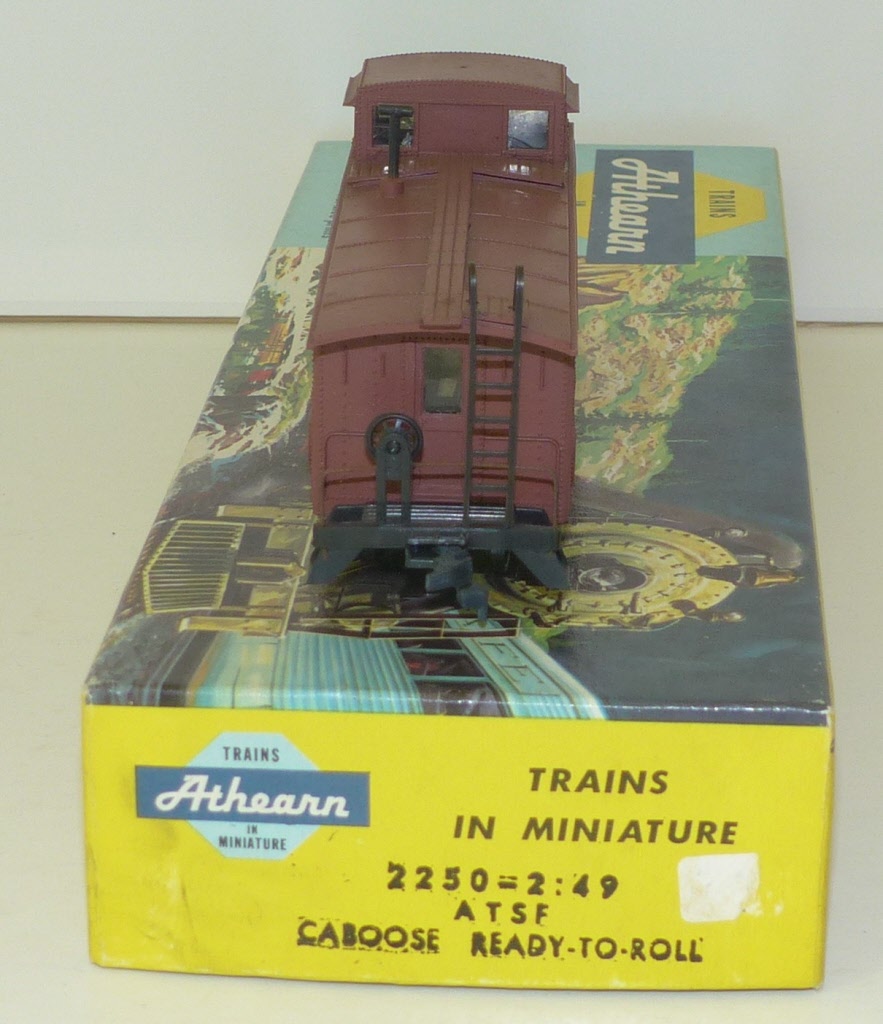 TRAINS
Athearn
TRAINS
Athearn
IN
MINIATURE
TRAINS
IN MINIATURE
2250=2:49
ATSF
CABOOSE READY-TO-ROLL